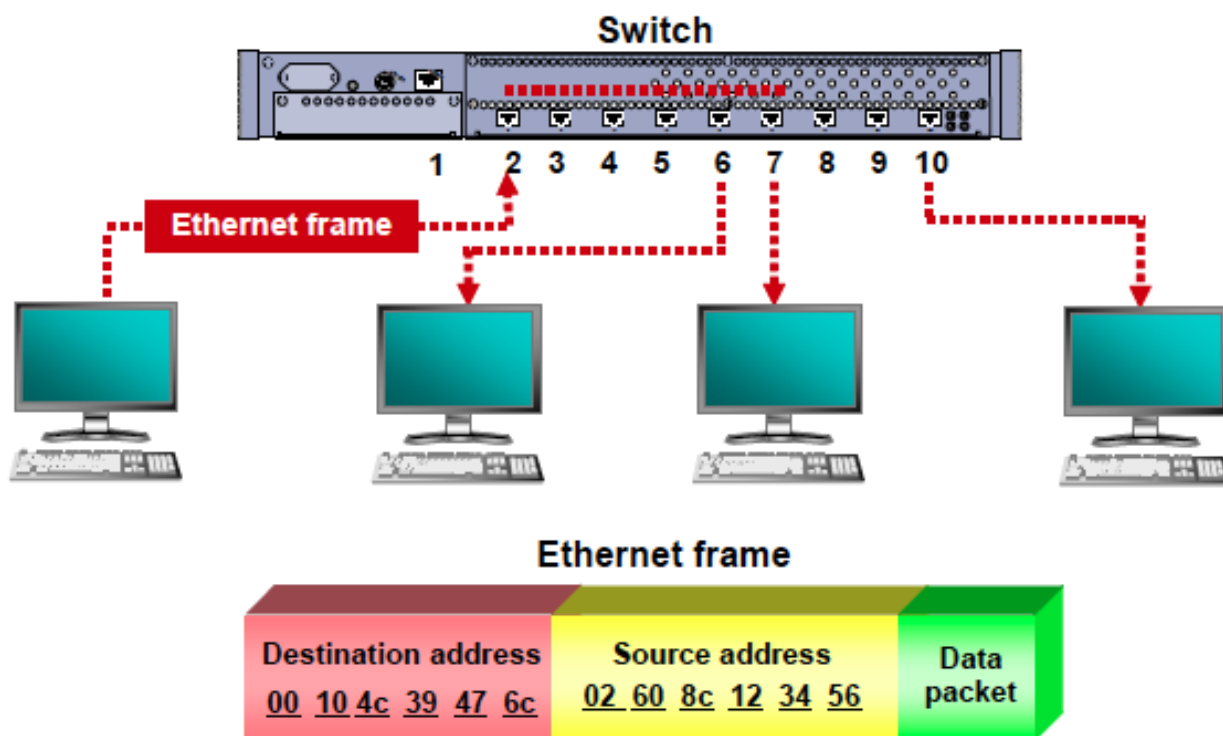 Switch
1 2 3 4 5 6 7 8 9 10
Ethernet frame
Ethernet frame
Destination address
00 10 4c 39 47 6c
Source address
02 60 8c 12 34 56
Data
packet